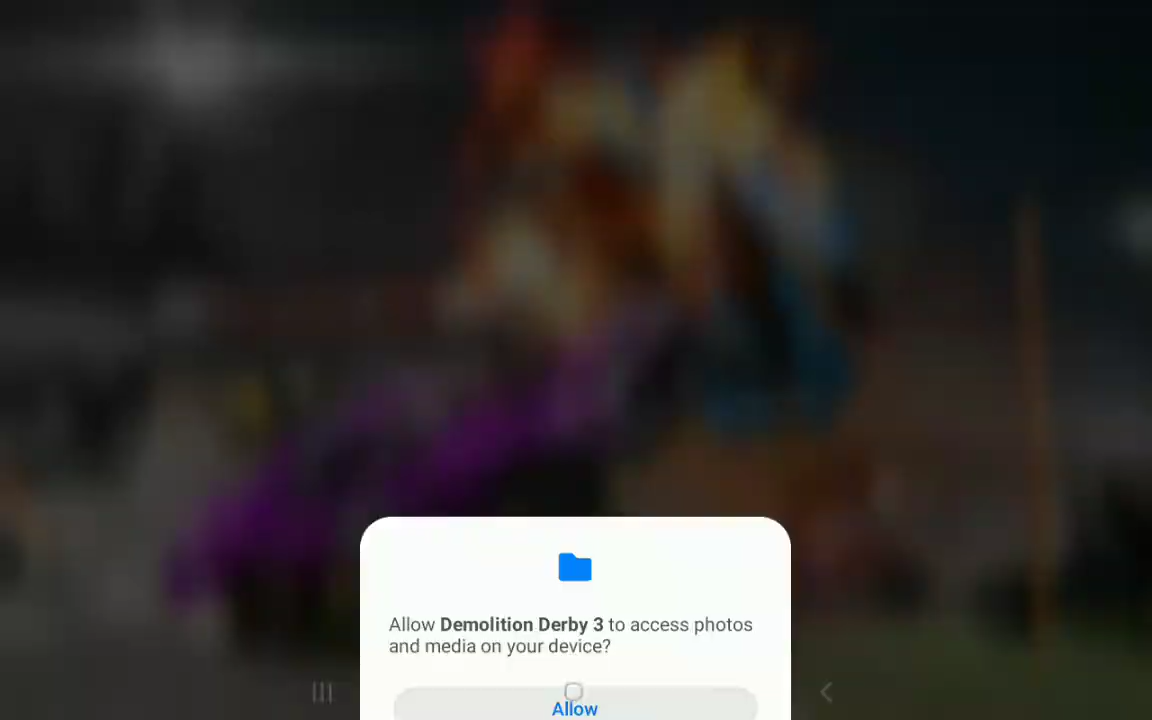 Allow Demolition Derby 3 to access photos
and media on your device?
Allow